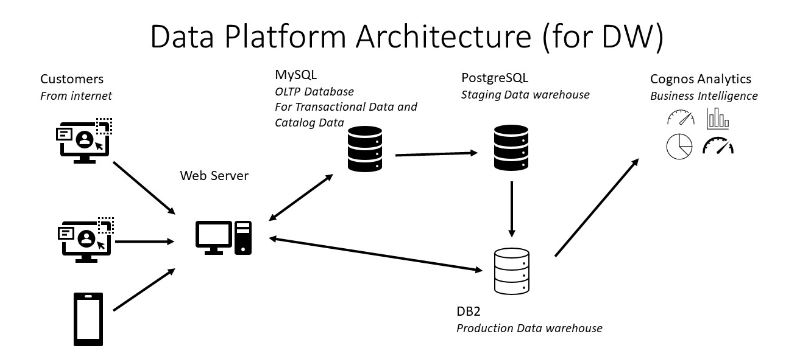 Data Platform Architecture (for DW)
Customers
From internet
MySQL
OLTP Database
For Transactional Data and
Catalog Data
PostgreSQL
Staging Data warehouse
Cognos Analytics
Business Intelligence
Web Server
DB2
Production Data warehouse